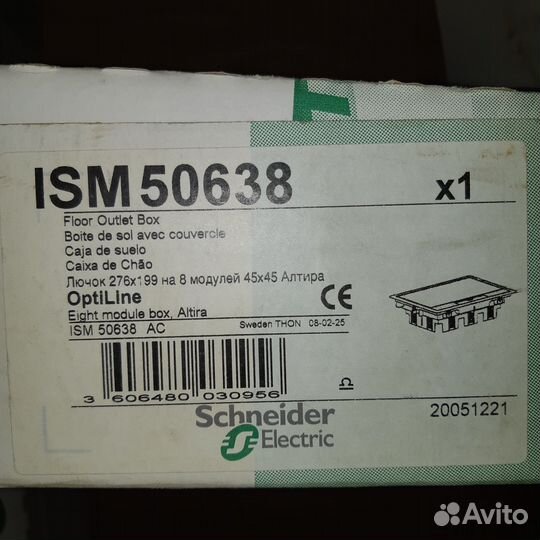 ISM 50638 x1
Floor Outlet Box
Boite de sol avec couvercle
Caja de suelo
Caixa de Chão
Лючок 276x199 на 8 модулей 45x45 Алтира
OptiLine
Eight module box, Altira
ISM 50638 AC Sweden THON 08-02-25
CE
3 606480 030956
Schneider
Electric
20051221
Avito